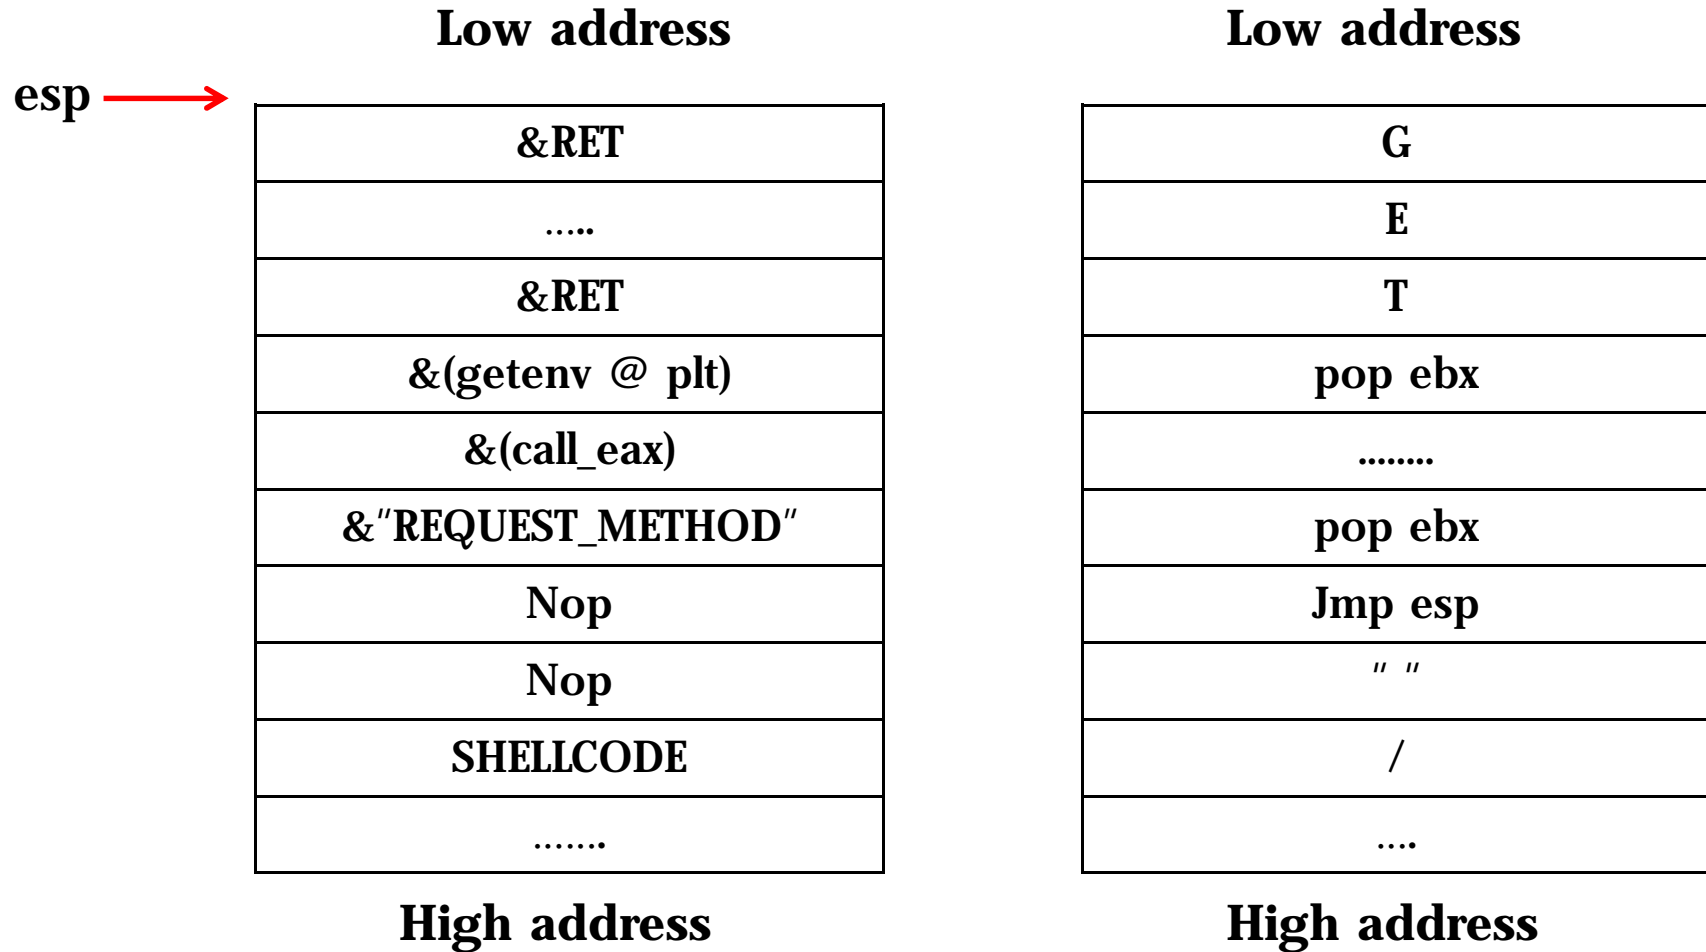 Low address
Low address
esp
&RET
…..
&RET
&(getenv @ plt)
&(call_eax)
&"REQUEST_METHOD"
Nop
Nop
SHELLCODE
…….
High address
G
E
T
pop ebx
........
pop ebx
Jmp esp
" "
/
….
High address